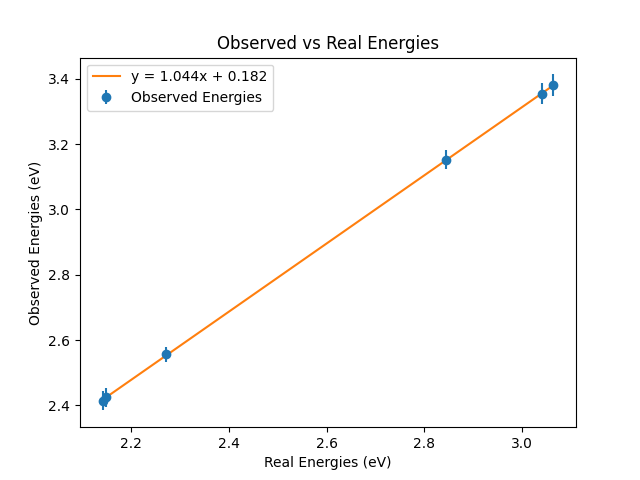 Observed vs Real Energies
y = 1.044x + 0.182
Observed Energies
3.4
3.2
3.0
2.8
2.6
2.4
Observed Energies (eV)
2.2
2.4
2.6
2.8
3.0
Real Energies (eV)